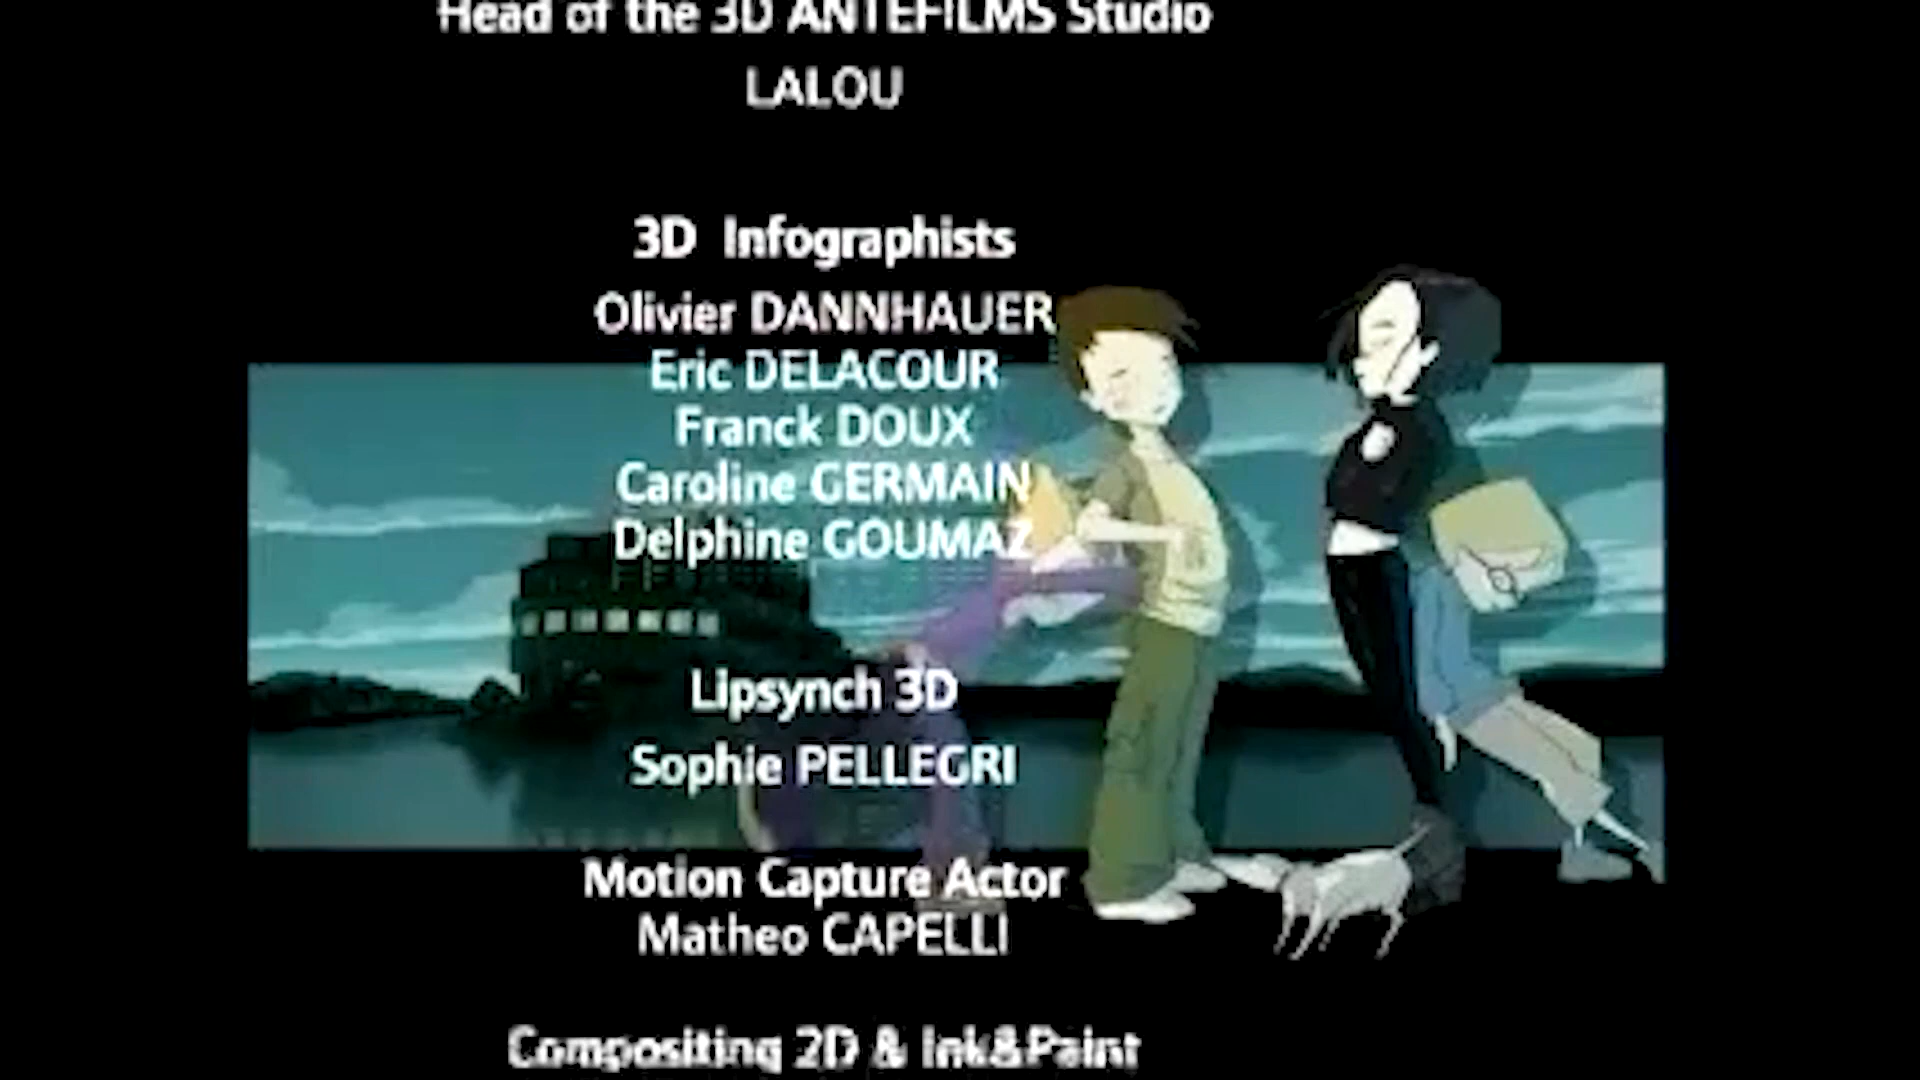 Head of the 3D ANTEFILMS Studio
LALOU
3D Infographists
Olivier DANNHAUER
Eric DELACOUR
Franck DOUX
Caroline GERMAIN
Delphine GOUMAZ
Lipsynch 3D
Sophie PELLEGRI
Motion Capture Actor
Matheo CAPELLI
Compositing 2D & Ink&Paint